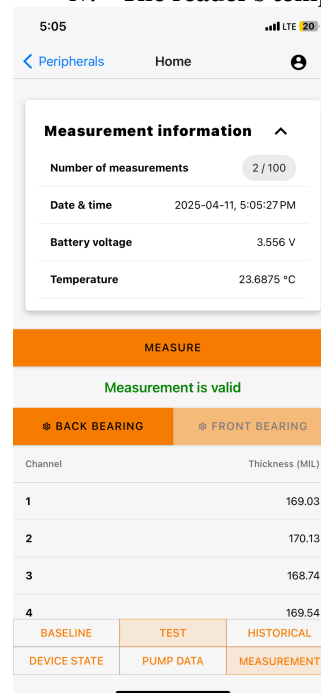 5:05 LTE 20
Peripherals Home
Measurement information
Number of measurements 2 / 100
Date & time 2025-04-11, 5:05:27 PM
Battery voltage 3.556 V
Temperature 23.6875 °C
MEASURE
Measurement is valid
BACK BEARING FRONT BEARING
Channel Thickness (MIL)
1 169.03
2 170.13
3 168.74
4 169.54
BASELINE TEST HISTORICAL
DEVICE STATE PUMP DATA MEASUREMENT